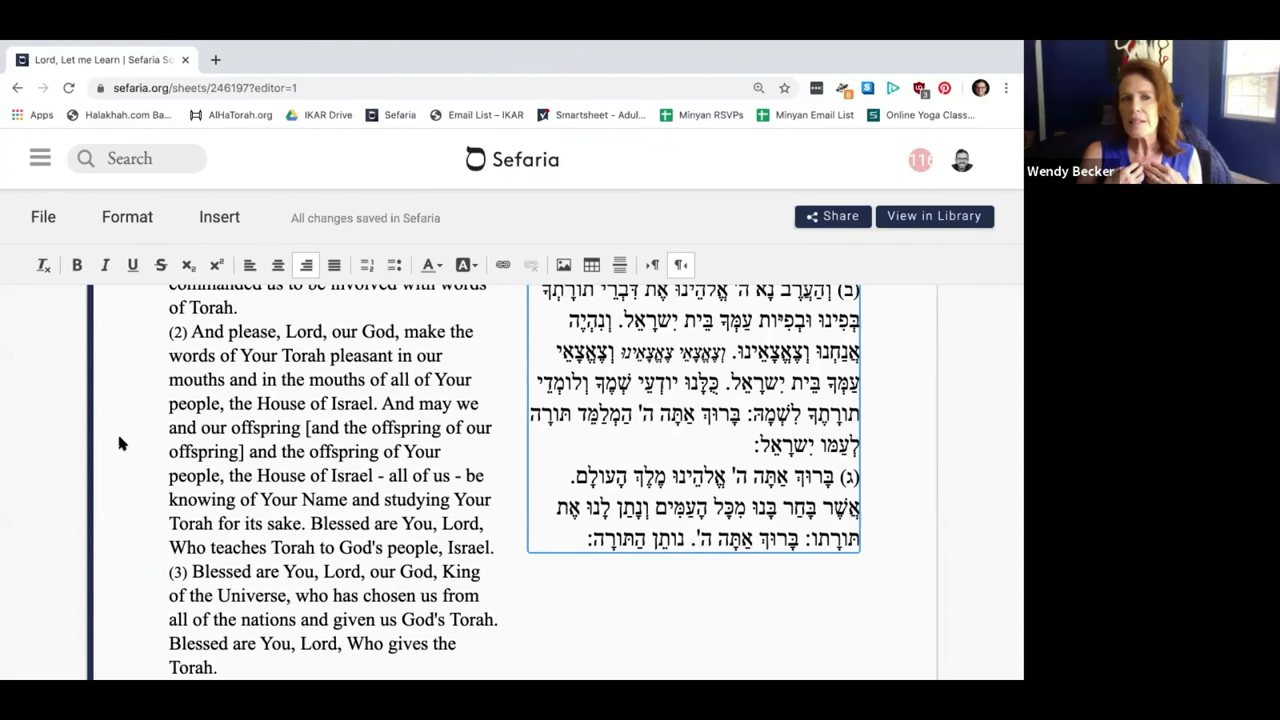 Lord, Let me Learn | Sefaria So
sefaria.org/sheets/246197?editor=1
Apps Halakhah.com Ba... AlHaTorah.org IKAR Drive Sefaria Email List – IKAR Smartsheet - Adul... Minyan RSVPs Minyan Email List Online Yoga Clas...
Wendy Becker
Search Sefaria 116
File Format Insert All changes saved in Sefaria Share View in Library
commanded us to be involved with words
of Torah.
(2) And please, Lord, our God, make the
words of Your Torah pleasant in our
mouths and in the mouths of all of Your
people, the House of Israel. And may we
and our offspring [and the offspring of our
offspring] and the offspring of Your
people, the House of Israel - all of us - be
knowing of Your Name and studying Your
Torah for its sake. Blessed are You, Lord,
Who teaches Torah to God's people, Israel.
(3) Blessed are You, Lord, our God, King
of the Universe, who has chosen us from
all of the nations and given us God's Torah.
Blessed are You, Lord, Who gives the
Torah.
(ב) וְהַעֲרֶב נָא ה' אֱלֹהֵינוּ אֶת דִּבְרֵי תוֹרָתְךָ
בְּפִינוּ וּבְפִיּוֹת עַמְּךָ בֵּית יִשְׂרָאֵל. וְנִהְיֶה
אֲנַחְנוּ וְצֶאֱצָאֵינוּ. וְצֶאֱצָאֵי צֶאֱצָאֵינוּ וְצֶאֱצָאֵי
עַמְּךָ בֵּית יִשְׂרָאֵל. כֻּלָּנוּ יוֹדְעֵי שְׁמֶךָ וְלוֹמְדֵי
תוֹרָתֶךָ לִשְׁמָהּ: בָּרוּךְ אַתָּה ה' הַמְלַמֵּד תּוֹרָה
לְעַמּוֹ יִשְׂרָאֵל:
(ג) בָּרוּךְ אַתָּה ה' אֱלֹהֵינוּ מֶלֶךְ הָעוֹלָם.
אֲשֶׁר בָּחַר בָּנוּ מִכָּל הָעַמִּים וְנָתַן לָנוּ אֶת
תּוֹרָתוֹ: בָּרוּךְ אַתָּה ה'. נוֹתֵן הַתּוֹרָה: